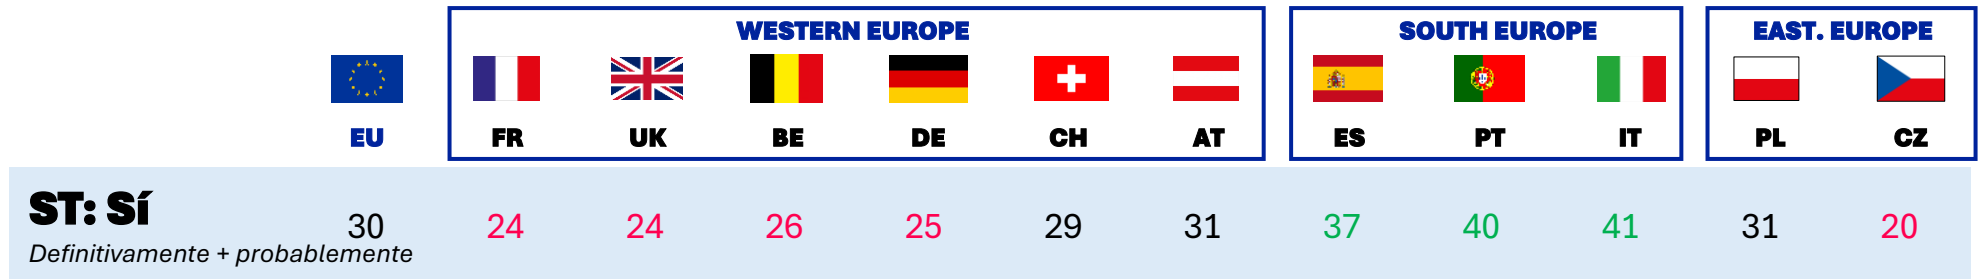 WESTERN EUROPE SOUTH EUROPE EAST. EUROPE
EU FR UK BE DE CH AT ES PT IT PL CZ
ST: Sí
30 24 24 26 25 29 31 37 40 41 31 20
Definitivamente + probablemente